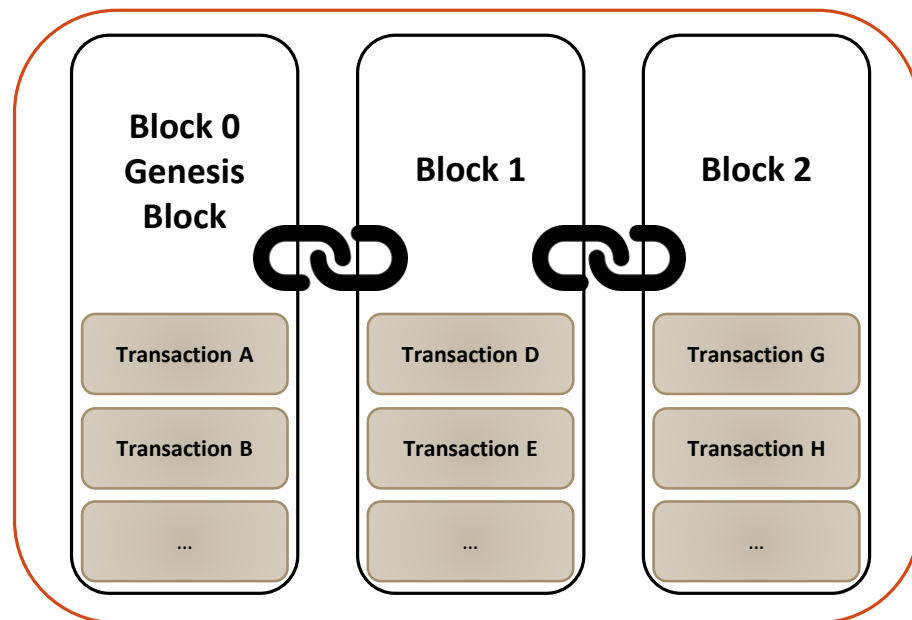 Block 0
Genesis
Block
Transaction A
Transaction B
...
Block 1
Transaction D
Transaction E
...
Block 2
Transaction G
Transaction H
...